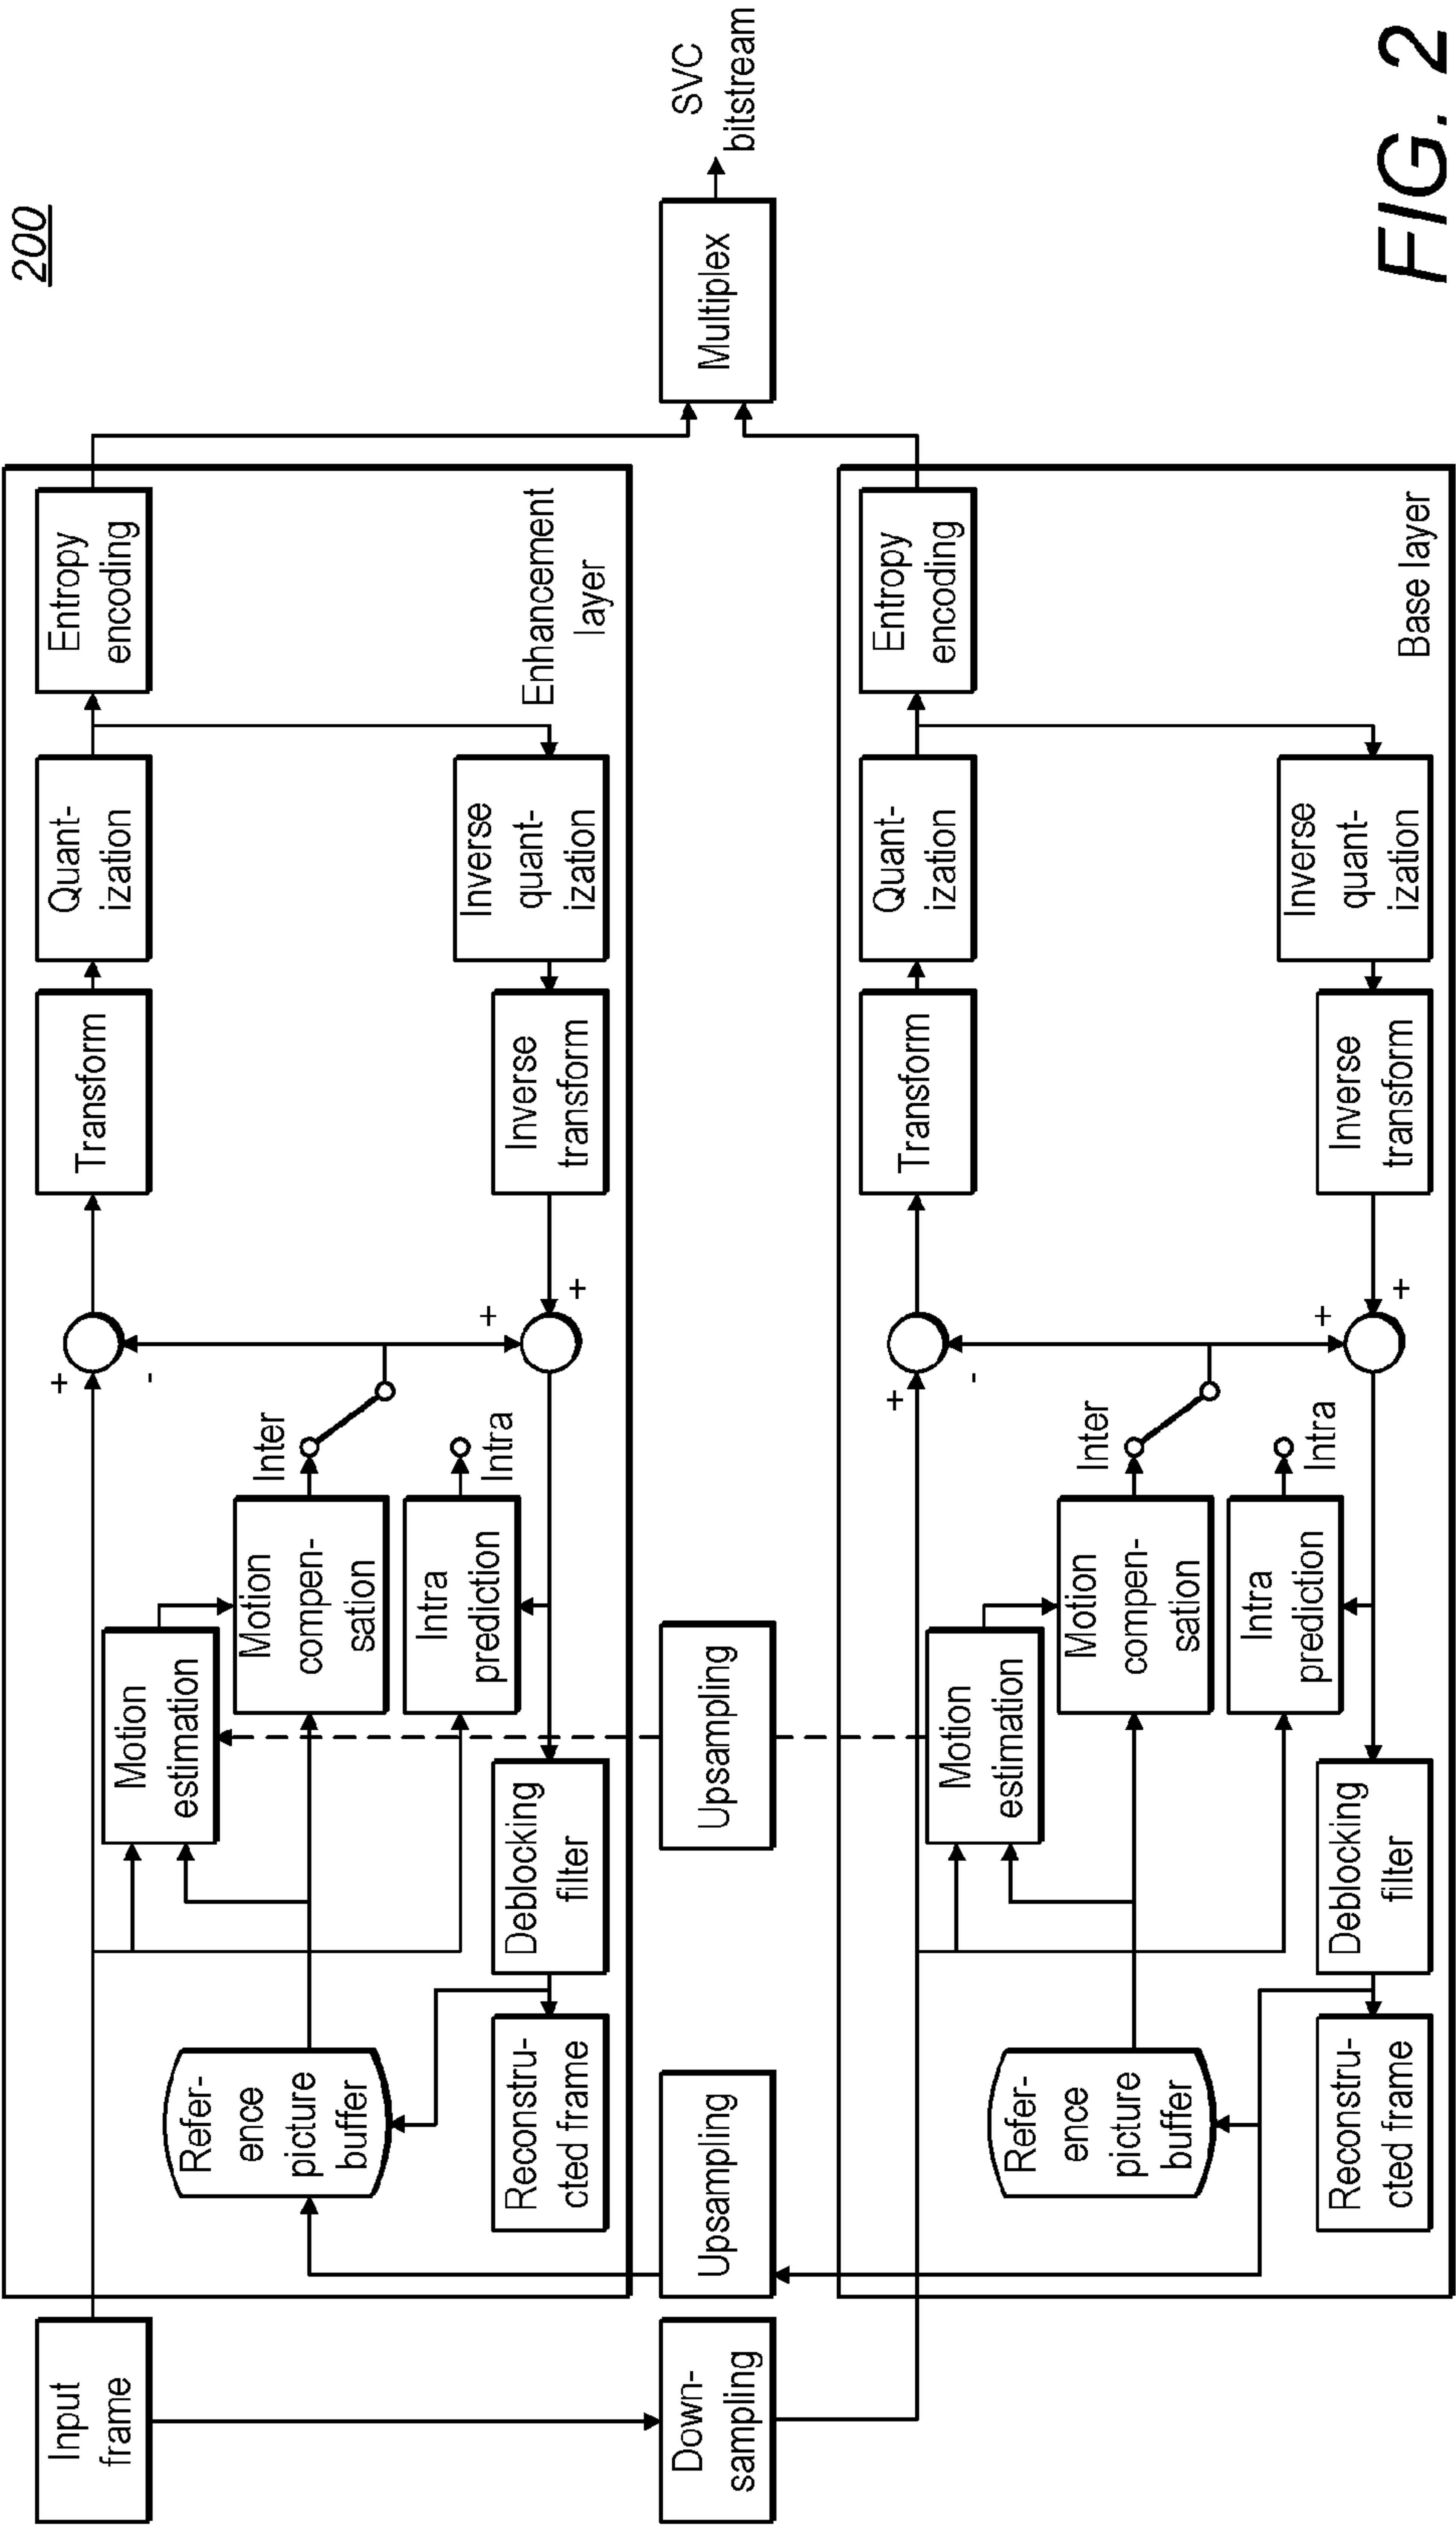 200
Input
frame
Refer-
ence
picture
buffer
Motion
estimation
Motion
compen-
sation
Inter
+
-
Transform
Quant-
ization
Entropy
encoding
Intra
prediction
Intra
+
+
Reconstru-
cted frame
Deblocking
filter
Inverse
transform
Inverse
quant-
ization
Enhancement
layer
Down-
sampling
Upsampling
Upsampling
Multiplex
SVC
bitstream
Refer-
ence
picture
buffer
Motion
estimation
Motion
compen-
sation
Inter
+
-
Transform
Quant-
ization
Entropy
encoding
Intra
prediction
Intra
+
+
Reconstru-
cted frame
Deblocking
filter
Inverse
transform
Inverse
quant-
ization
Base layer
FIG. 2